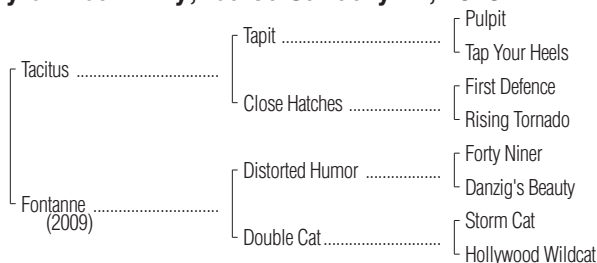 Pulpit
Tapit ........................................
Tap Your Heels
Tacitus ....................................
First Defence
Close Hatches .......................
Rising Tornado
Forty Niner
Distorted Humor ...................
Danzig's Beauty
Fontanne ................................
(2009)
Storm Cat
Double Cat .............................
Hollywood Wildcat